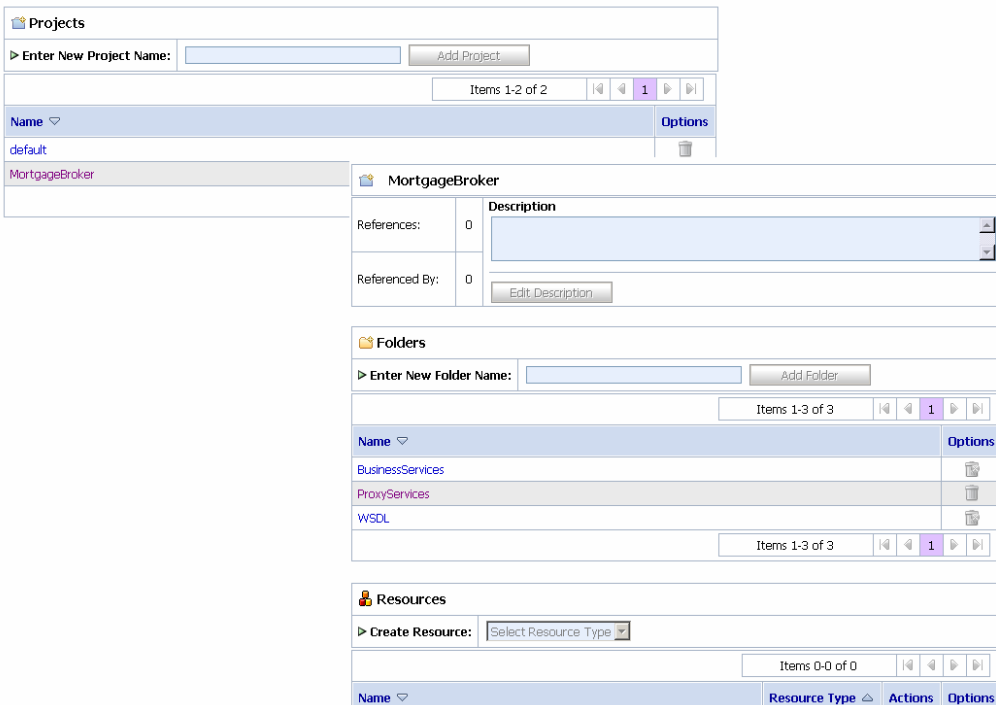 Projects
Enter New Project Name: Add Project
Items 1-2 of 2 1
Name Options
default
MortgageBroker
MortgageBroker
Description
References: 0
Referenced By: 0
Edit Description
Folders
Enter New Folder Name: Add Folder
Items 1-3 of 3 1
Name Options
BusinessServices
ProxyServices
WSDL
Items 1-3 of 3 1
Resources
Create Resource: Select Resource Type
Items 0-0 of 0
Name Resource Type Actions Options